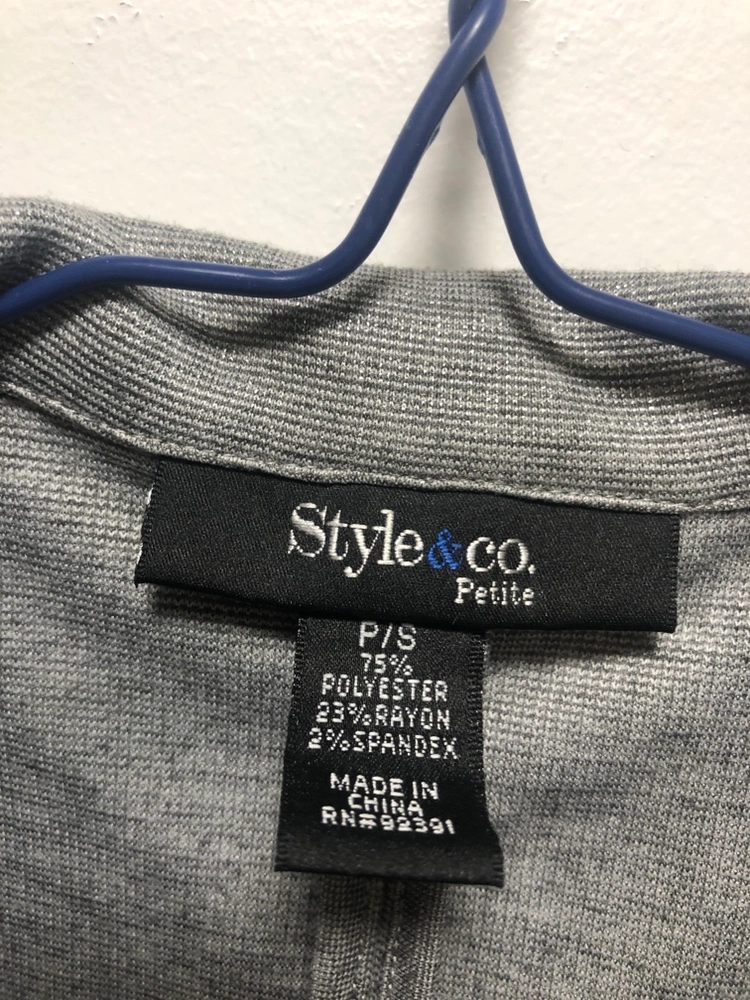 Style&co.
Petite
P/S
75%
POLYESTER
23%RAYON
2%SPANDEX
MADE IN
CHINA
RN#92391